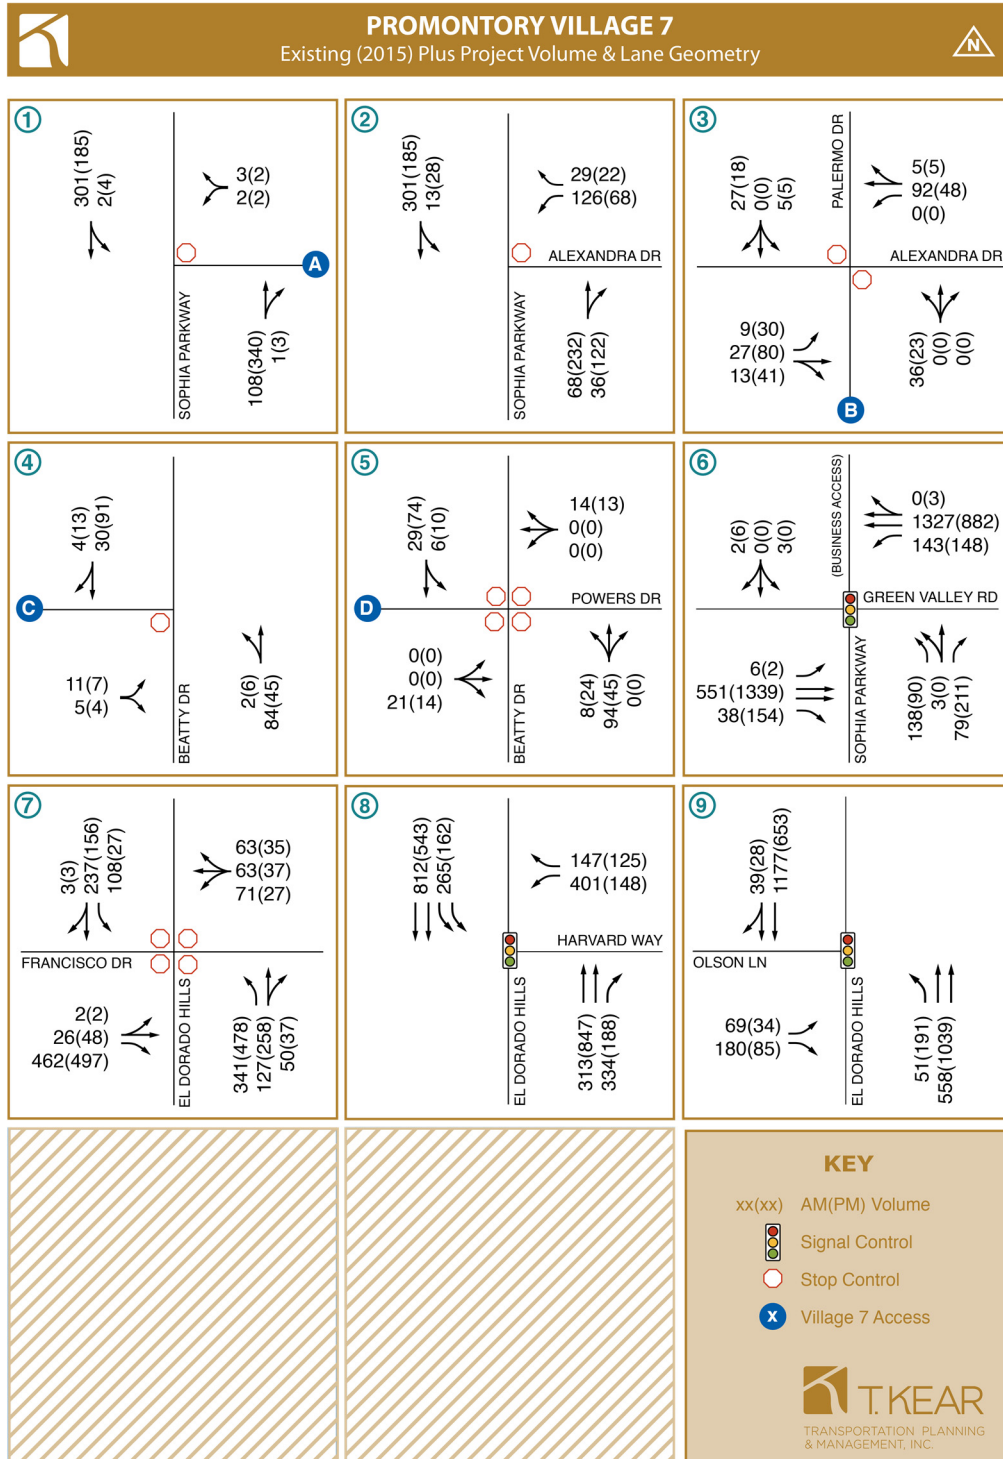 PROMONTORY VILLAGE 7
Existing (2015) Plus Project Volume & Lane Geometry
N
1
301(185)
2(4)
3(2)
2(2)
A
SOPHIA PARKWAY
108(340)
1(3)
2
301(185)
13(28)
29(22)
126(68)
ALEXANDRA DR
SOPHIA PARKWAY
68(232)
36(122)
3
27(18)
0(0)
5(5)
PALERMO DR
5(5)
92(48)
0(0)
ALEXANDRA DR
9(30)
27(80)
13(41)
36(23)
0(0)
0(0)
B
4
4(13)
30(91)
C
11(7)
5(4)
BEATTY DR
2(6)
84(45)
5
29(74)
6(10)
14(13)
0(0)
0(0)
D
POWERS DR
0(0)
0(0)
21(14)
BEATTY DR
8(24)
94(45)
0(0)
6
2(6)
0(0)
3(0)
(BUSINESS ACCESS)
0(3)
1327(882)
143(148)
GREEN VALLEY RD
6(2)
551(1339)
38(154)
SOPHIA PARKWAY
138(90)
3(0)
79(211)
7
3(3)
237(156)
108(27)
63(35)
63(37)
71(27)
FRANCISCO DR
2(2)
26(48)
462(497)
EL DORADO HILLS
341(478)
127(258)
50(37)
8
812(543)
265(162)
147(125)
401(148)
HARVARD WAY
EL DORADO HILLS
313(847)
334(188)
9
39(28)
1177(653)
OLSON LN
69(34)
180(85)
EL DORADO HILLS
51(191)
558(1039)
KEY
xx(xx) AM(PM) Volume
Signal Control
Stop Control
X Village 7 Access
T. KEAR
TRANSPORTATION PLANNING
& MANAGEMENT, INC.